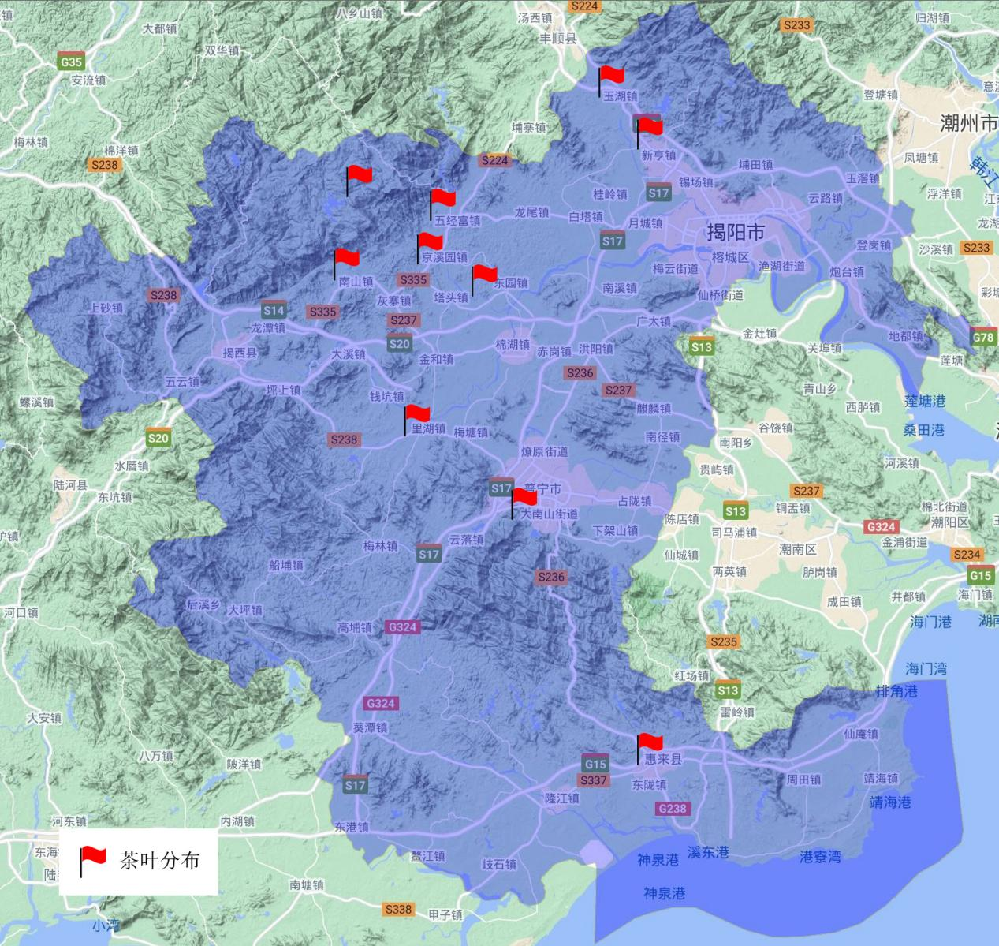 S224
八乡山镇
汤西镇
归湖镇
大都镇
S233
丰顺县
双华镇
G35
安流镇
玉湖镇
登塘镇
埔寨镇
潮州市
梅林镇
棉洋镇
新亨镇
凤塘镇
S238
S224
埔田镇
韩江
玉滘镇
锡场镇
桂岭镇
S17
浮洋镇
云路镇
龙尾镇
白塔镇
五经富镇
月城镇
揭阳市
S17
登岗镇
沙溪镇
S233
京溪园镇
榕城区
渔湖街道
梅云街道
炮台镇
南山镇
S335
东园镇
南溪镇
S238
灰寨镇
塔头镇
仙桥街道
上砂镇
S14
S335
S237
广太镇
龙潭镇
金灶镇
地都镇
G78
S20
棉湖镇
S13
关埠镇
揭西县
大溪镇
金和镇
赤岗镇
洪阳镇
莲塘
S236
五云镇
坪上镇
S237
青山乡
钱坑镇
螺溪镇
麒麟镇
西胪镇
莲塘港
里湖镇
梅塘镇
谷饶镇
桑田港
S20
S238
南径镇
南阳乡
燎原街道
水唇镇
贵屿镇
河溪镇
陆河县
S17
普宁市
S237
东坑镇
占陇镇
铜盂镇
棉北街道
大南山街道
陈店镇
S13
潮阳区
G324
下架山镇
司马浦镇
金浦街道
梅林镇
云落镇
潮南区
S17
仙城镇
S234
船埔镇
两英镇
胪岗镇
S236
G15
井都镇
海门镇
后溪乡
大坪镇
成田镇
河口镇
海门港
高埔镇
G324
S235
海门湾
红场镇
S13
排角港
G324
雷岭镇
大安镇
葵潭镇
仙庵镇
八万镇
惠来县
陂洋镇
G15
S17
S337
东陇镇
周田镇
靖海镇
隆江镇
靖海港
G238
河东镇
内湖镇
东港镇
溪东港
鳌江镇
神泉港
港寮湾
茶叶分布
岐石镇
南塘镇
神泉港
S338
甲子镇
小湾